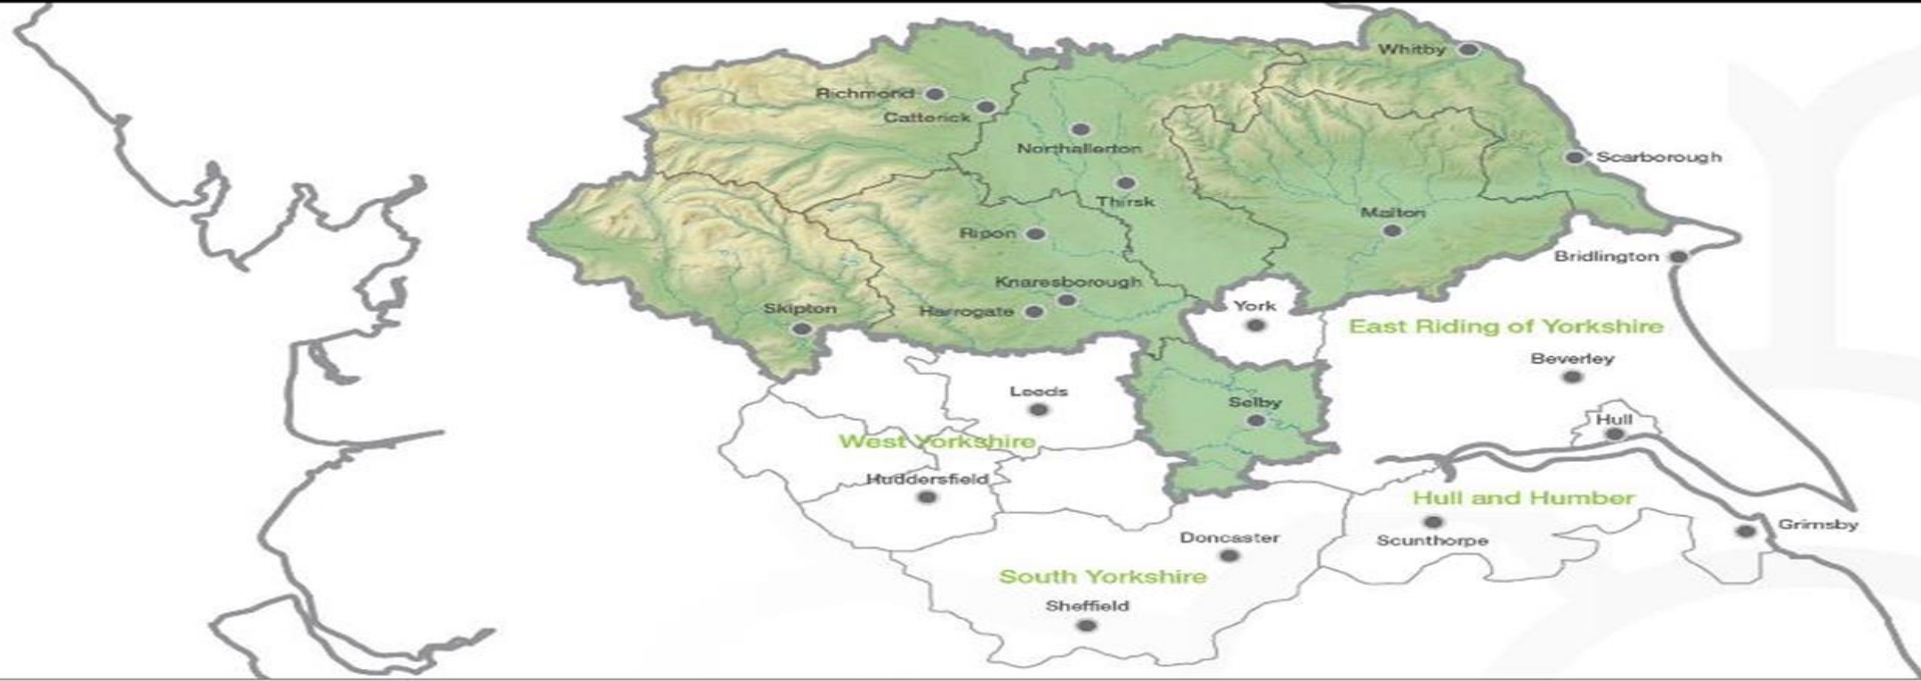 Whitby
Richmond
Catterick
Northallerton
Scarborough
Thirsk
Malton
Ripon
Bridlington
Knaresborough
Skipton
Harrogate
York
East Riding of Yorkshire
Beverley
Leeds
Selby
Hull
West Yorkshire
Huddersfield
Hull and Humber
Grimsby
Scunthorpe
Doncaster
South Yorkshire
Sheffield